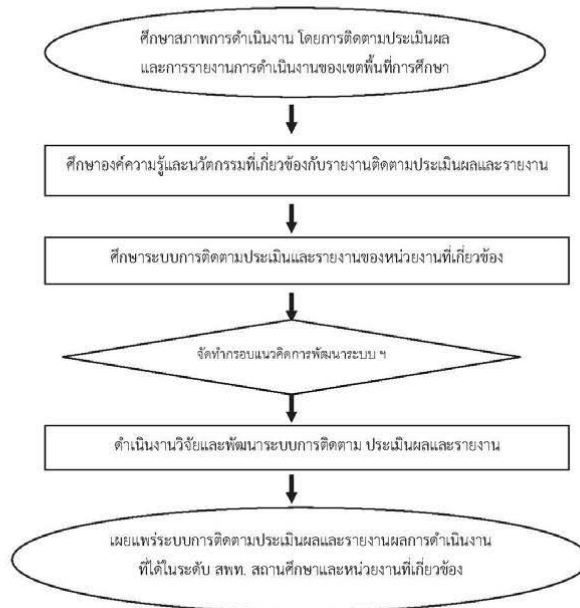 ศึกษาสภาพการดำเนินงาน โดยการติดตามประเมินผล
และการรายงานการดำเนินงานของเขตพื้นที่การศึกษา
ศึกษาองค์ความรู้และนวัตกรรมที่เกี่ยวข้องกับรายงานติดตามประเมินผลและรายงาน
ศึกษาระบบการติดตามประเมินและรายงานของหน่วยงานที่เกี่ยวข้อง
จัดทำกรอบแนวคิดการพัฒนาระบบ ฯ
ดำเนินงานวิจัยและพัฒนาระบบการติดตาม ประเมินผลและรายงาน
เผยแพร่ระบบการติดตามประเมินผลและรายงานผลการดำเนินงาน
ที่ได้ในระดับ สพท. สถานศึกษาและหน่วยงานที่เกี่ยวข้อง